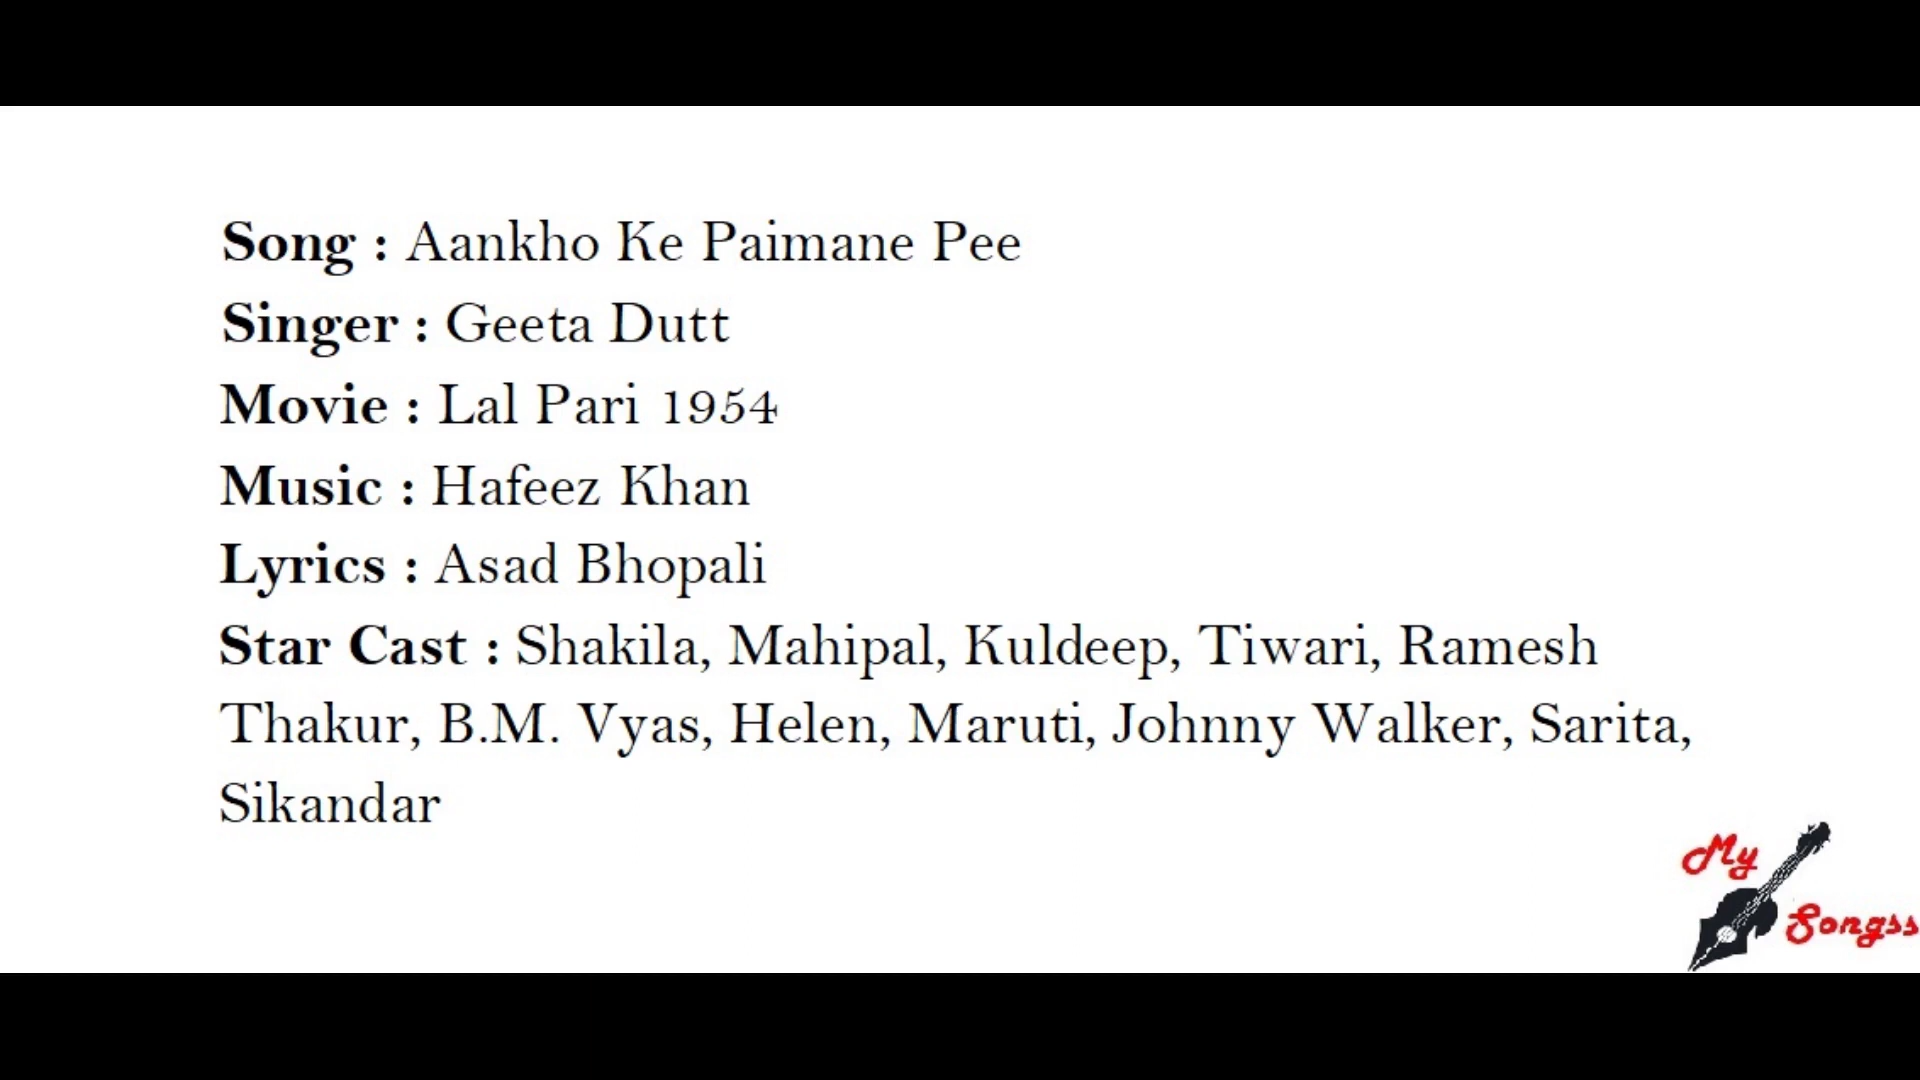 Song : Aankho Ke Paimane Pee
Singer : Geeta Dutt
Movie : Lal Pari 1954
Music : Hafeez Khan
Lyrics : Asad Bhopali
Star Cast : Shakila, Mahipal, Kuldeep, Tiwari, Ramesh
Thakur, B.M. Vyas, Helen, Maruti, Johnny Walker, Sarita,
Sikandar
My
Songss